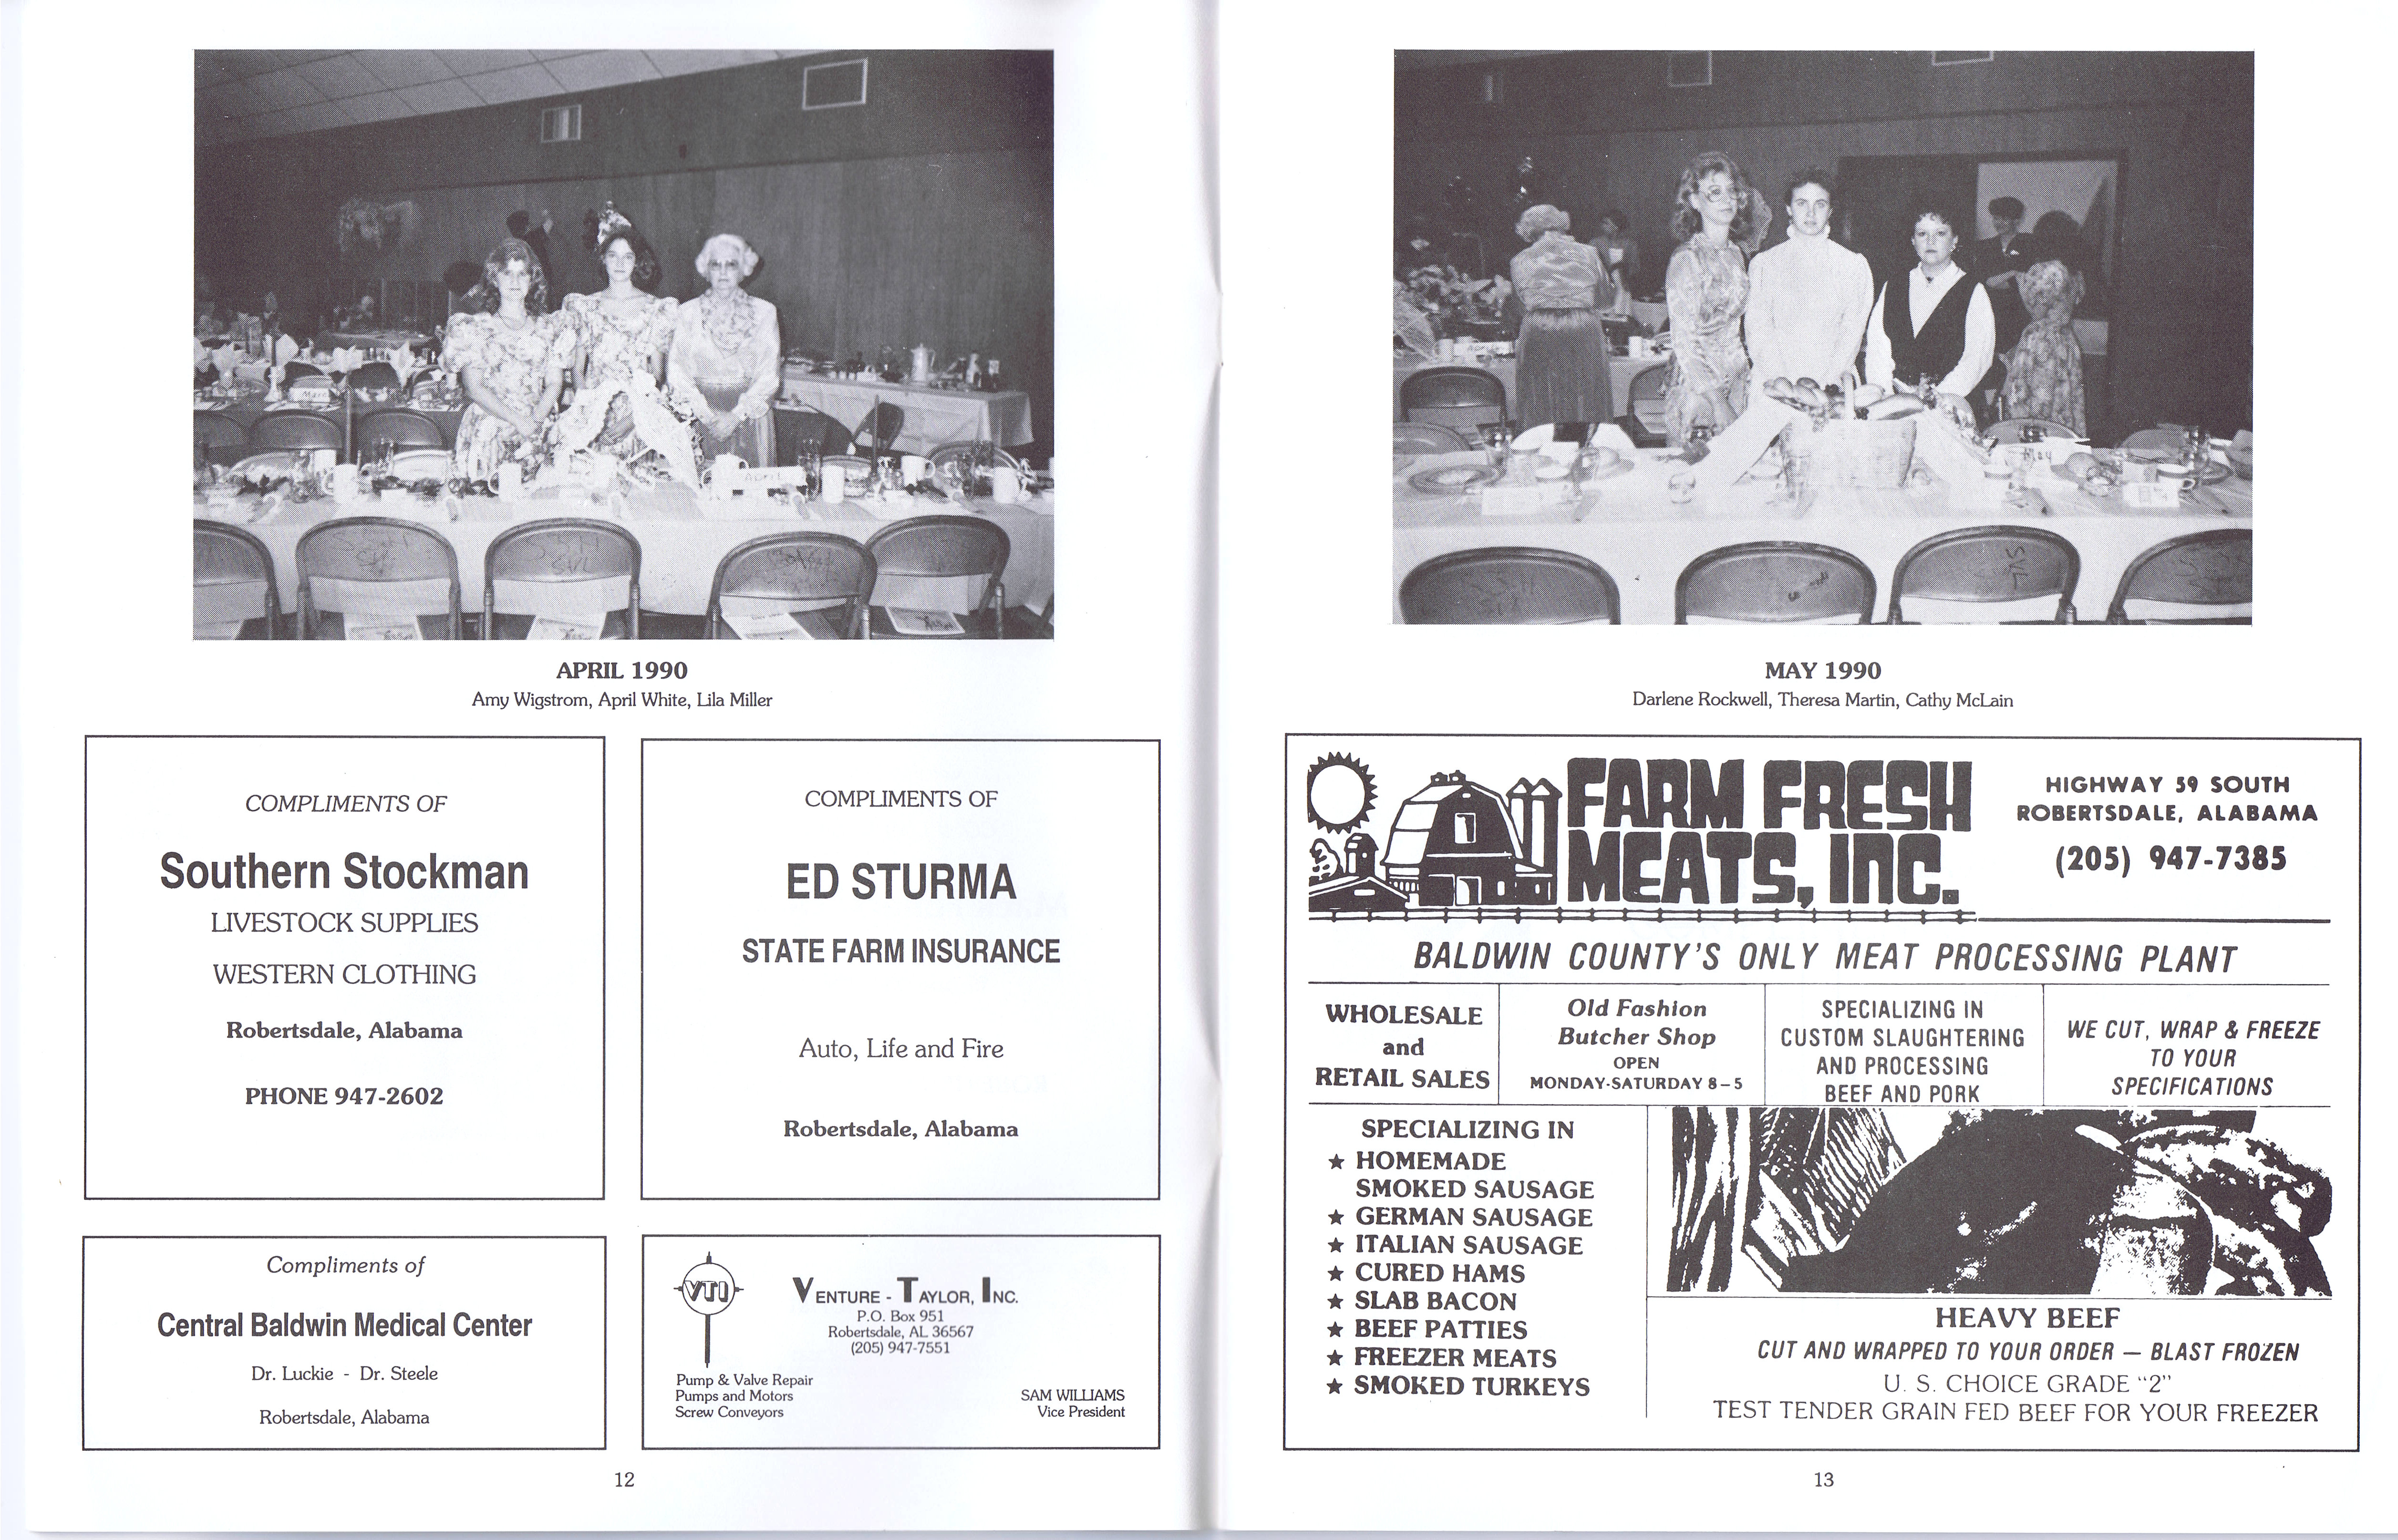 April
APRIL 1990
Amy Wigstrom, April White, Lila Miller
COMPLIMENTS OF
Southern Stockman
LIVESTOCK SUPPLIES
WESTERN CLOTHING
Robertsdale, Alabama
PHONE 947-2602
COMPLIMENTS OF
ED STURMA
STATE FARM INSURANCE
Auto, Life and Fire
Robertsdale, Alabama
Compliments of
Central Baldwin Medical Center
Dr. Luckie - Dr. Steele
Robertsdale, Alabama
VTI
VENTURE - TAYLOR, INC.
P.O. Box 951
Robertsdale, AL 36567
(205) 947-7551
Pump & Valve Repair
Pumps and Motors
Screw Conveyors
SAM WILLIAMS
Vice President
12
May
MAY 1990
Darlene Rockwell, Theresa Martin, Cathy McLain
FARM FRESH
MEATS, INC.
HIGHWAY 59 SOUTH
ROBERTSDALE, ALABAMA
(205) 947-7385
BALDWIN COUNTY'S ONLY MEAT PROCESSING PLANT
WHOLESALE
and
RETAIL SALES
Old Fashion
Butcher Shop
OPEN
MONDAY-SATURDAY 8-5
SPECIALIZING IN
CUSTOM SLAUGHTERING
AND PROCESSING
BEEF AND PORK
WE CUT, WRAP & FREEZE
TO YOUR
SPECIFICATIONS
SPECIALIZING IN
★ HOMEMADE
SMOKED SAUSAGE
★ GERMAN SAUSAGE
★ ITALIAN SAUSAGE
★ CURED HAMS
★ SLAB BACON
★ BEEF PATTIES
★ FREEZER MEATS
★ SMOKED TURKEYS
HEAVY BEEF
CUT AND WRAPPED TO YOUR ORDER — BLAST FROZEN
U. S. CHOICE GRADE "2"
TEST TENDER GRAIN FED BEEF FOR YOUR FREEZER
13